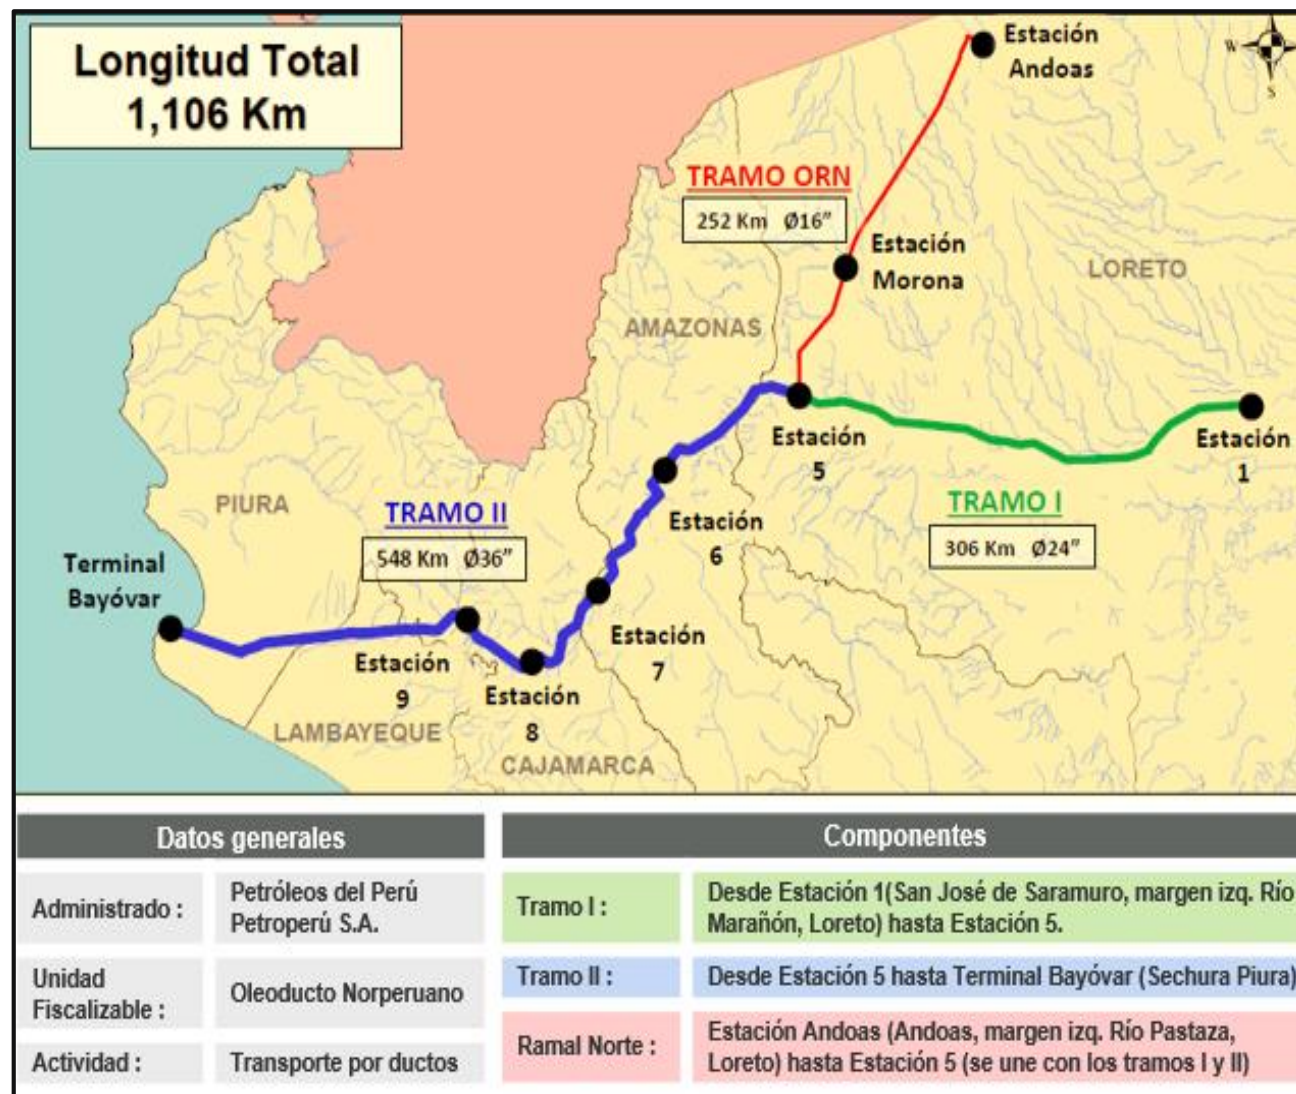 Longitud Total
1,106 Km
Estación
Andoas
W
S
TRAMO ORN
252 Km Ø16”
Estación
Morona
LORETO
AMAZONAS
Estación
5
Estación
1
PIURA
TRAMO II
548 Km Ø36”
Estación
6
TRAMO I
306 Km Ø24”
Terminal
Bayóvar
Estación
7
Estación
9
Estación
8
LAMBAYEQUE
CAJAMARCA
Datos generales
Administrado :
Petróleos del Perú
Petroperú S.A.
Unidad
Fiscalizable :
Oleoducto Norperuano
Actividad :
Transporte por ductos
Componentes
Tramo I :
Desde Estación 1(San José de Saramuro, margen izq. Río
Marañón, Loreto) hasta Estación 5.
Tramo II :
Desde Estación 5 hasta Terminal Bayóvar (Sechura Piura)
Ramal Norte :
Estación Andoas (Andoas, margen izq. Río Pastaza,
Loreto) hasta Estación 5 (se une con los tramos I y II)